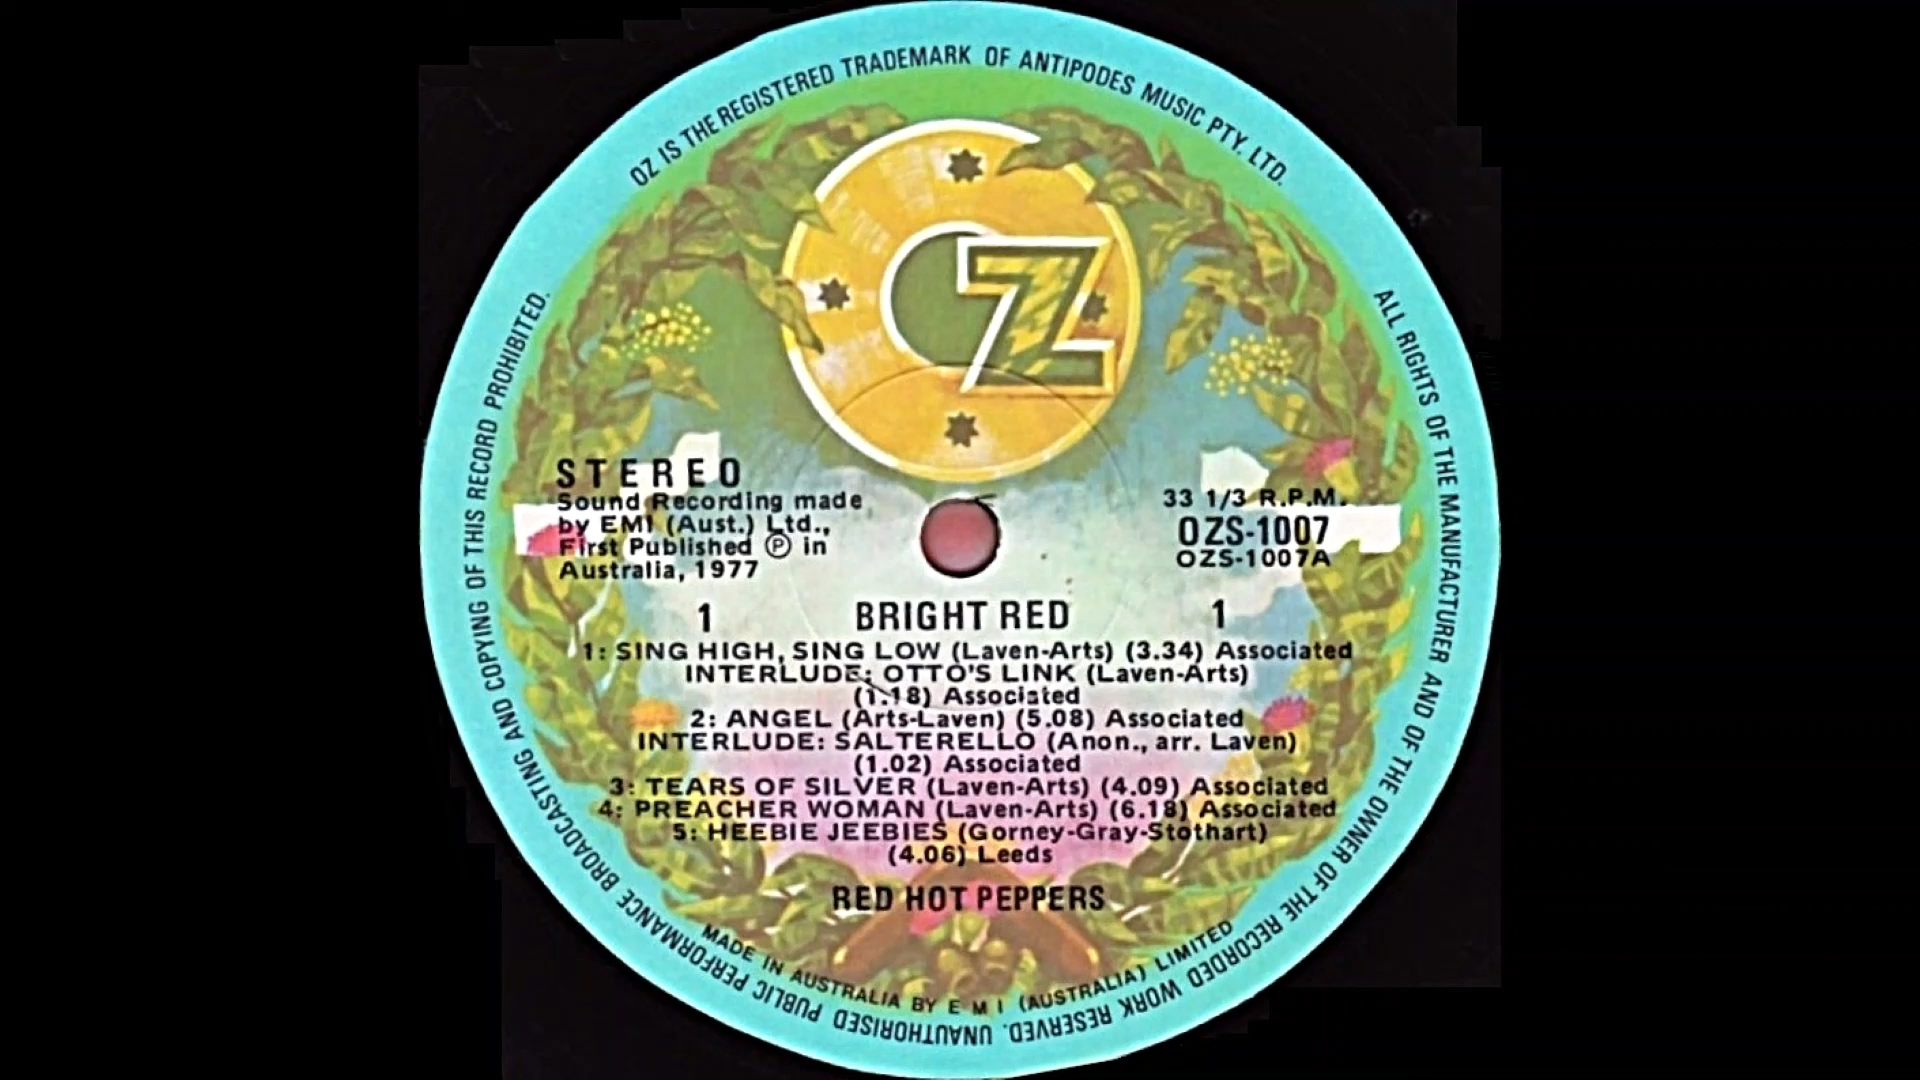 OZ IS THE REGISTERED TRADEMARK OF ANTIPODES MUSIC PTY. LTD.
ALL RIGHTS OF THE MANUFACTURER AND OF THE OWNER OF THE RECORDED WORK RESERVED. UNAUTHORISED PUBLIC PERFORMANCE BROADCASTING AND COPYING OF THIS RECORD PROHIBITED.
OZ
STEREO
Sound Recording made
by EMI (Aust.) Ltd.,
First Published Ⓟ in
Australia, 1977
33 1/3 R.P.M.
OZS-1007
OZS-1007A
1 BRIGHT RED 1
1: SING HIGH, SING LOW (Laven-Arts) (3.34) Associated
INTERLUDE: OTTO'S LINK (Laven-Arts)
(1.18) Associated
2: ANGEL (Arts-Laven) (5.08) Associated
INTERLUDE: SALTERELLO (Anon., arr. Laven)
(1.02) Associated
3: TEARS OF SILVER (Laven-Arts) (4.09) Associated
4: PREACHER WOMAN (Laven-Arts) (6.18) Associated
5: HEEBIE JEEBIES (Gorney-Gray-Stothart)
(4.06) Leeds
RED HOT PEPPERS
MADE IN AUSTRALIA BY E M I (AUSTRALIA) LIMITED